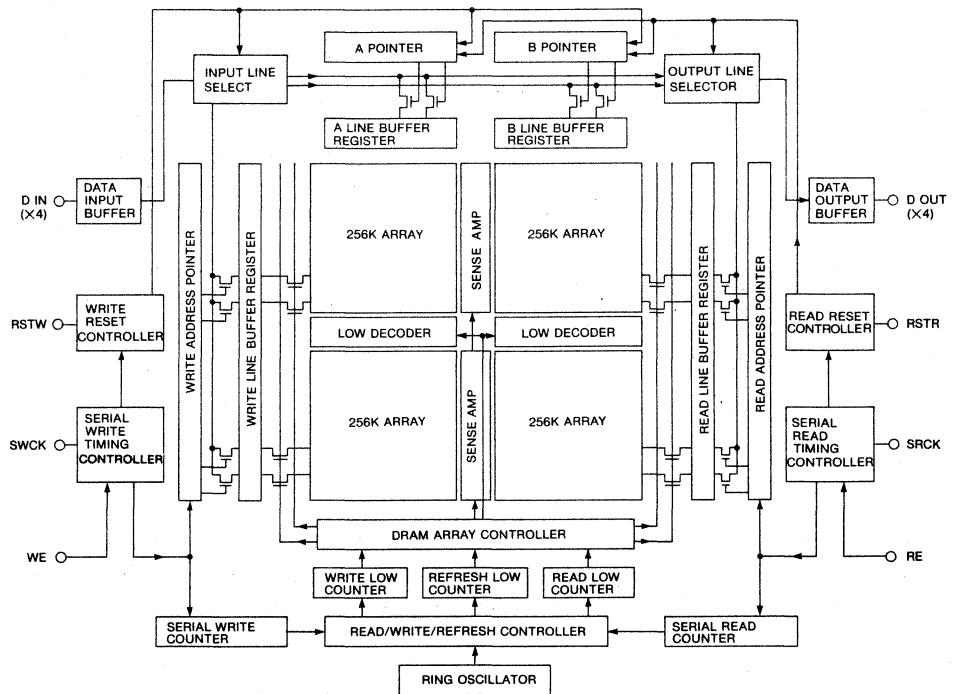 A POINTER
B POINTER
INPUT LINE
SELECT
OUTPUT LINE
SELECTOR
A LINE BUFFER
REGISTER
B LINE BUFFER
REGISTER
D IN
(×4)
DATA
INPUT
BUFFER
DATA
OUTPUT
BUFFER
D OUT
(×4)
WRITE ADDRESS POINTER
WRITE LINE BUFFER REGISTER
256K ARRAY
SENSE AMP
256K ARRAY
READ LINE BUFFER REGISTER
READ ADDRESS POINTER
RSTW
WRITE
RESET
CONTROLLER
LOW DECODER
LOW DECODER
READ RESET
CONTROLLER
RSTR
SWCK
SERIAL
WRITE
TIMING
CONTROLLER
256K ARRAY
SENSE AMP
256K ARRAY
SERIAL
READ
TIMING
CONTROLLER
SRCK
WE
RE
DRAM ARRAY CONTROLLER
WRITE LOW
COUNTER
REFRESH LOW
COUNTER
READ LOW
COUNTER
SERIAL WRITE
COUNTER
READ/WRITE/REFRESH CONTROLLER
SERIAL READ
COUNTER
RING OSCILLATOR